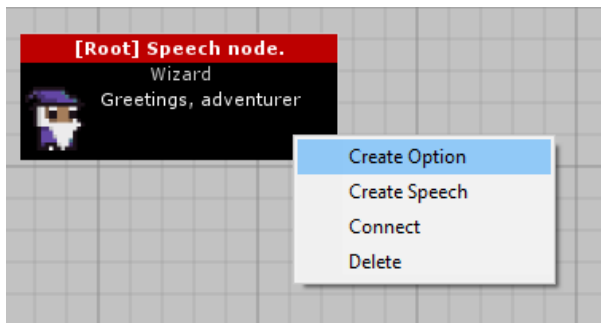 [Root] Speech node.
Wizard
Greetings, adventurer
Create Option
Create Speech
Connect
Delete